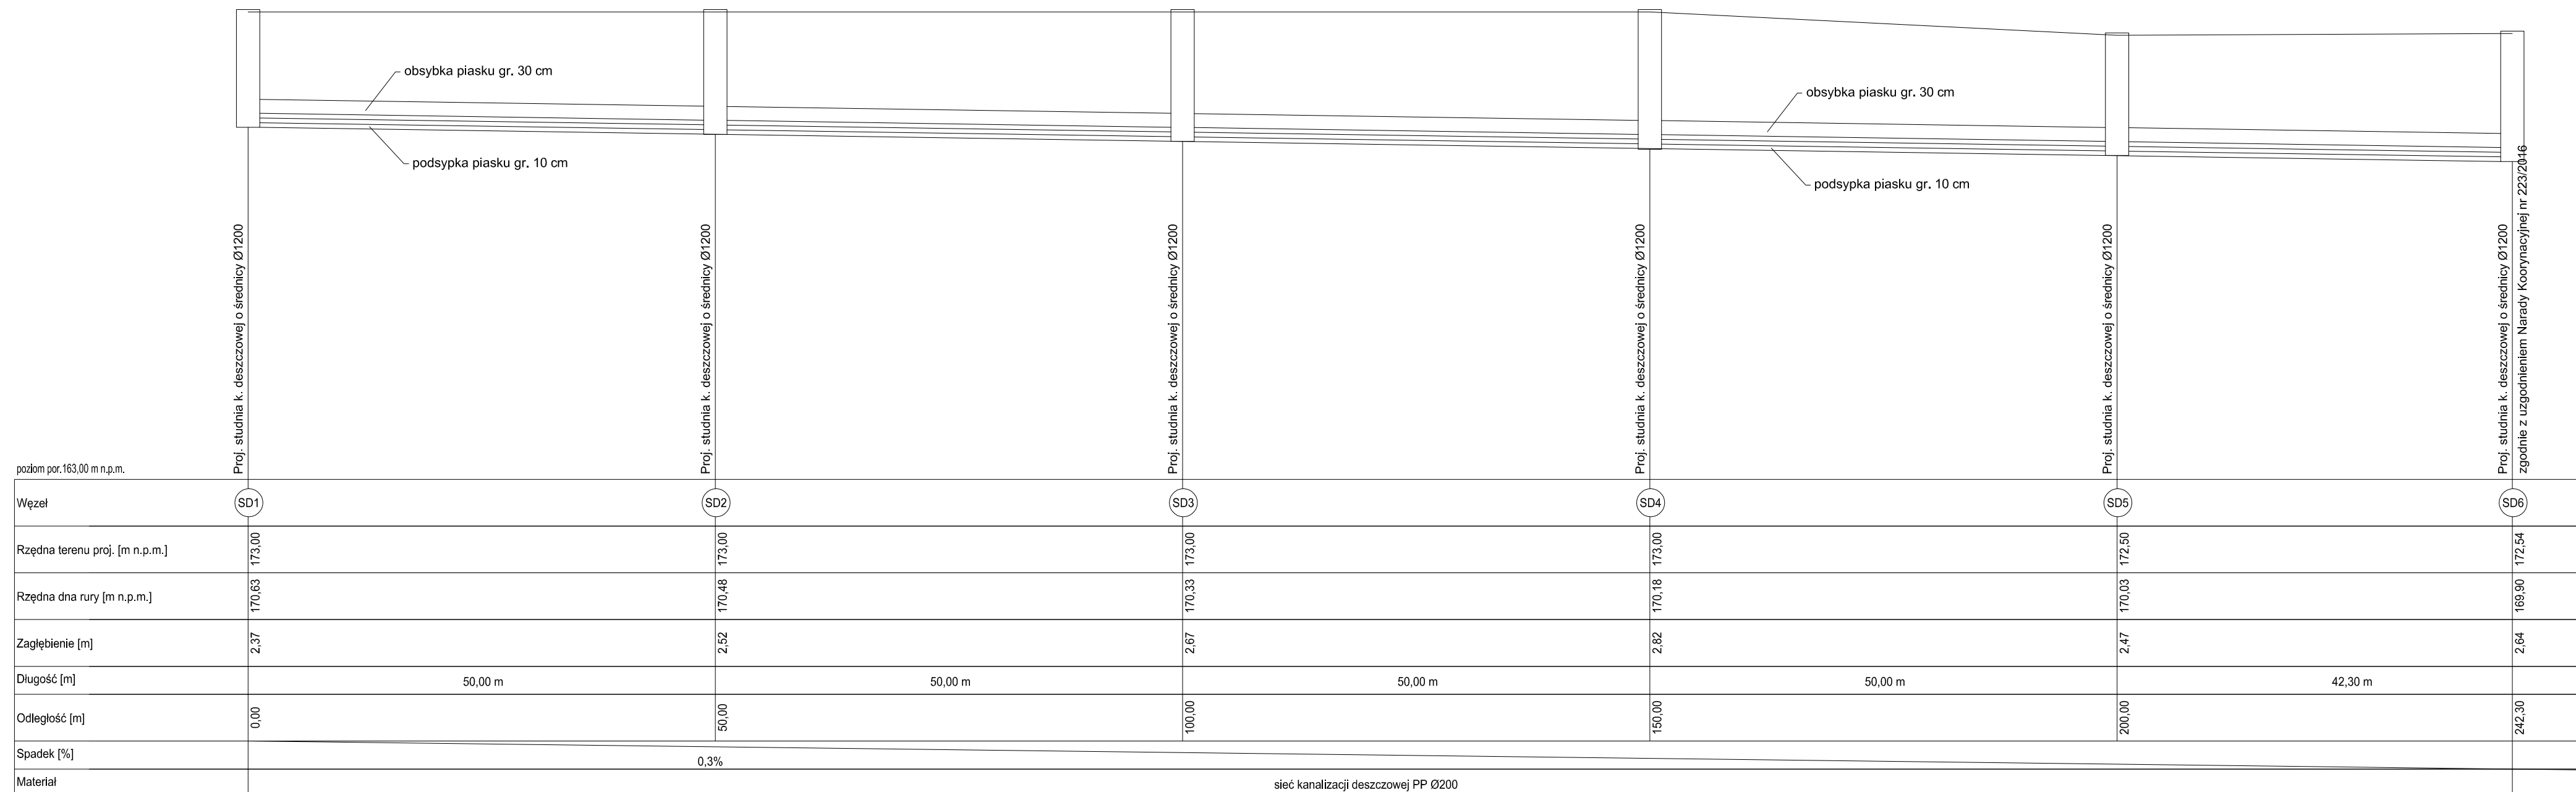 obsybka piasku gr. 30 cm
obsybka piasku gr. 30 cm
podsypka piasku gr. 10 cm
podsypka piasku gr. 10 cm
Proj. studnia k. deszczowej o średnicy Ø1200
Proj. studnia k. deszczowej o średnicy Ø1200
Proj. studnia k. deszczowej o średnicy Ø1200
Proj. studnia k. deszczowej o średnicy Ø1200
Proj. studnia k. deszczowej o średnicy Ø1200
Proj. studnia k. deszczowej o średnicy Ø1200
zgodnie z uzgodnieniem Narady Koorynacyjnej nr 223/2016
poziom por.163,00 m n.p.m.
Węzeł SD1 SD2 SD3 SD4 SD5 SD6
Rzędna terenu proj. [m n.p.m.] 173,00 173,00 173,00 173,00 172,50 172,54
Rzędna dna rury [m n.p.m.] 170,63 170,48 170,33 170,18 170,03 169,90
Zagłębienie [m] 2,37 2,52 2,67 2,82 2,47 2,64
Długość [m] 50,00 m 50,00 m 50,00 m 50,00 m 42,30 m
Odległość [m] 0,00 50,00 100,00 150,00 200,00 242,30
Spadek [%] 0,3%
Materiał sieć kanalizacji deszczowej PP Ø200